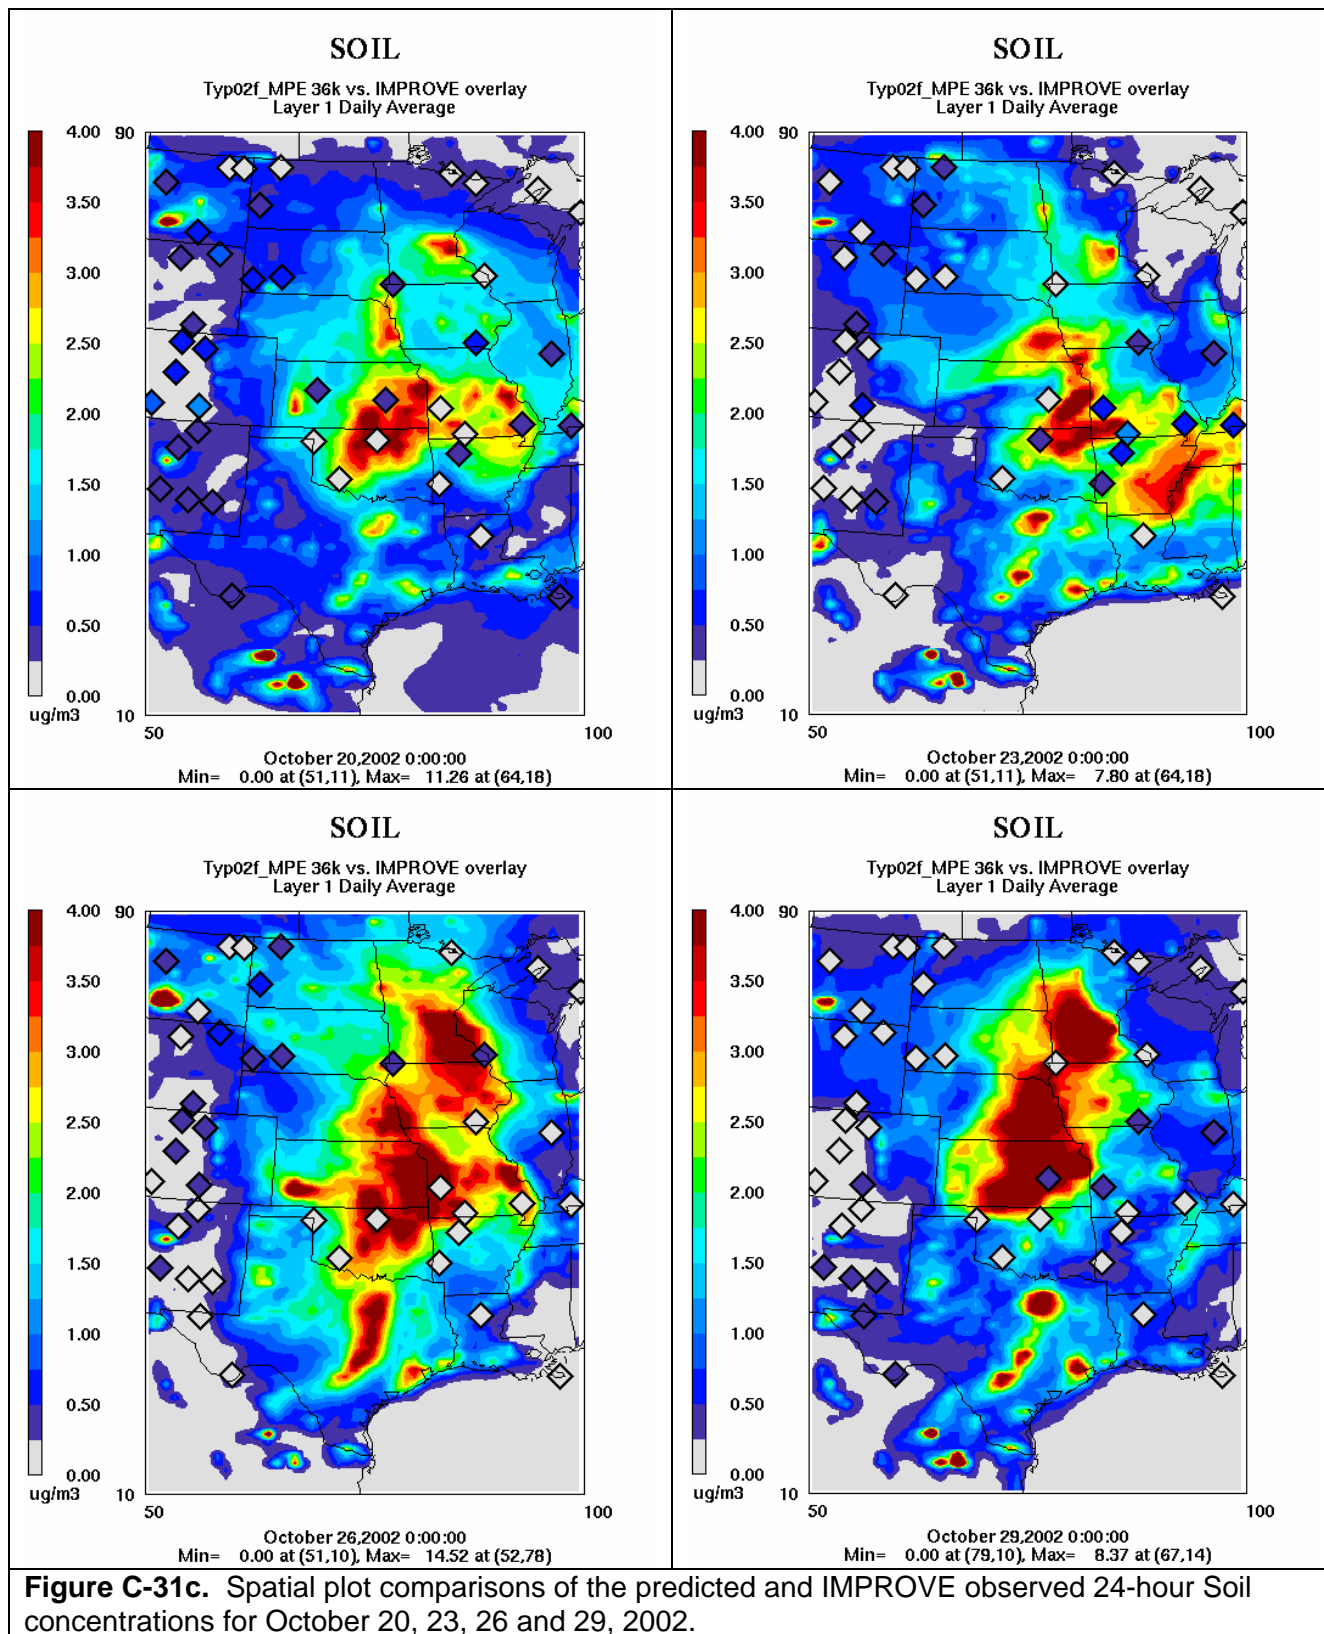 SOIL
Typ02f_MPE 36k vs. IMPROVE overlay
Layer 1 Daily Average
4.00
3.50
3.00
2.50
2.00
1.50
1.00
0.50
0.00
ug/m3
90
10
50
100
October 20,2002 0:00:00
Min= 0.00 at (51,11), Max= 11.26 at (64,18)
SOIL
Typ02f_MPE 36k vs. IMPROVE overlay
Layer 1 Daily Average
4.00
3.50
3.00
2.50
2.00
1.50
1.00
0.50
0.00
ug/m3
90
10
50
100
October 23,2002 0:00:00
Min= 0.00 at (51,11), Max= 7.80 at (64,18)
SOIL
Typ02f_MPE 36k vs. IMPROVE overlay
Layer 1 Daily Average
4.00
3.50
3.00
2.50
2.00
1.50
1.00
0.50
0.00
ug/m3
90
10
50
100
October 26,2002 0:00:00
Min= 0.00 at (51,10), Max= 14.52 at (52,78)
SOIL
Typ02f_MPE 36k vs. IMPROVE overlay
Layer 1 Daily Average
4.00
3.50
3.00
2.50
2.00
1.50
1.00
0.50
0.00
ug/m3
90
10
50
100
October 29,2002 0:00:00
Min= 0.00 at (79,10), Max= 8.37 at (67,14)
Figure C-31c. Spatial plot comparisons of the predicted and IMPROVE observed 24-hour Soil
concentrations for October 20, 23, 26 and 29, 2002.